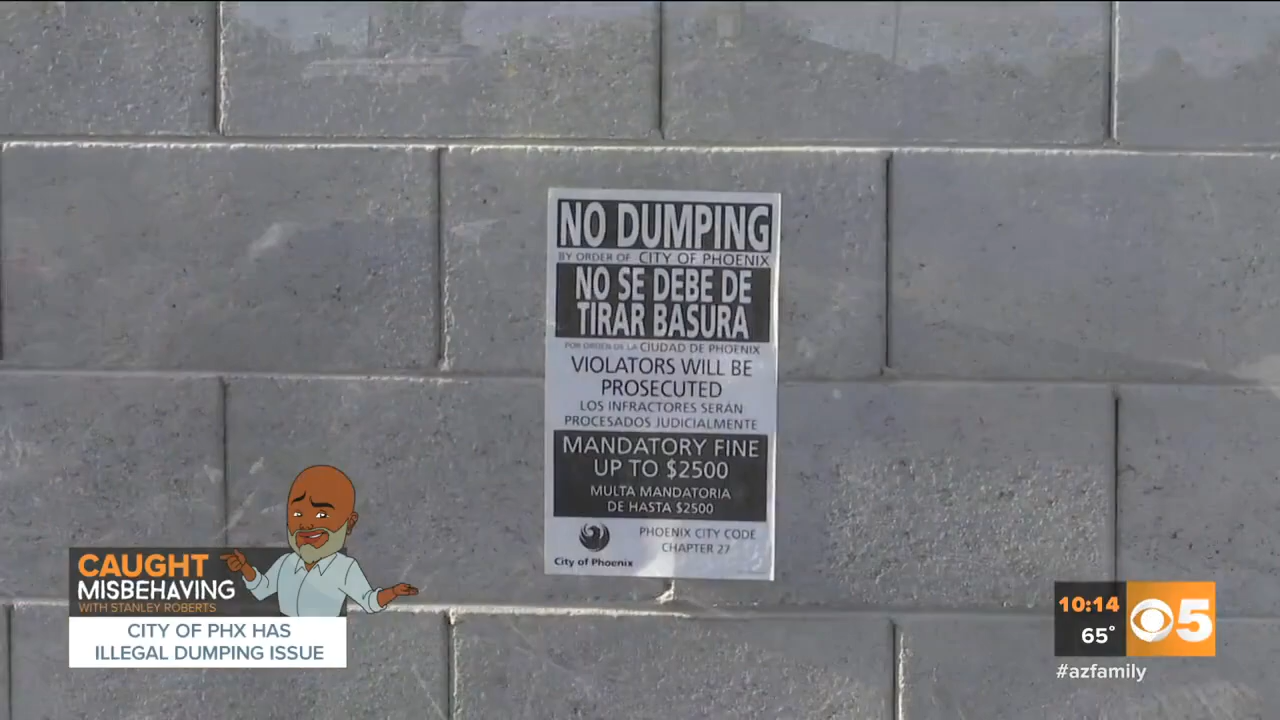 NO DUMPING
BY ORDER OF CITY OF PHOENIX
NO SE DEBE DE
TIRAR BASURA
POR ORDEN DE LA CIUDAD DE PHOENIX
VIOLATORS WILL BE
PROSECUTED
LOS INFRACTORES SERÁN
PROCESADOS JUDICIALMENTE
MANDATORY FINE
UP TO $2500
MULTA MANDATORIA
DE HASTA $2500
PHOENIX CITY CODE
CHAPTER 27
City of Phoenix
CAUGHT
MISBEHAVING
WITH STANLEY ROBERTS
CITY OF PHX HAS
ILLEGAL DUMPING ISSUE
10:14
65°
5
#azfamily